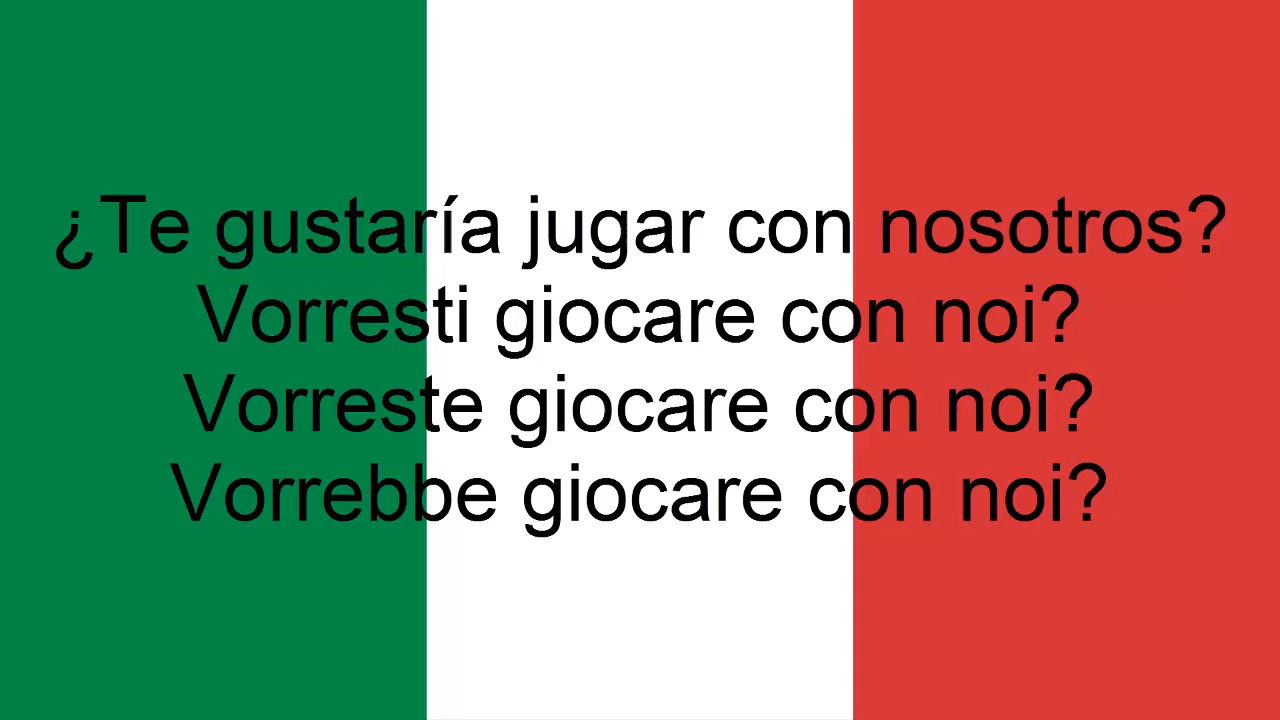 ¿Te gustaría jugar con nosotros?
Vorresti giocare con noi?
Vorreste giocare con noi?
Vorrebbe giocare con noi?